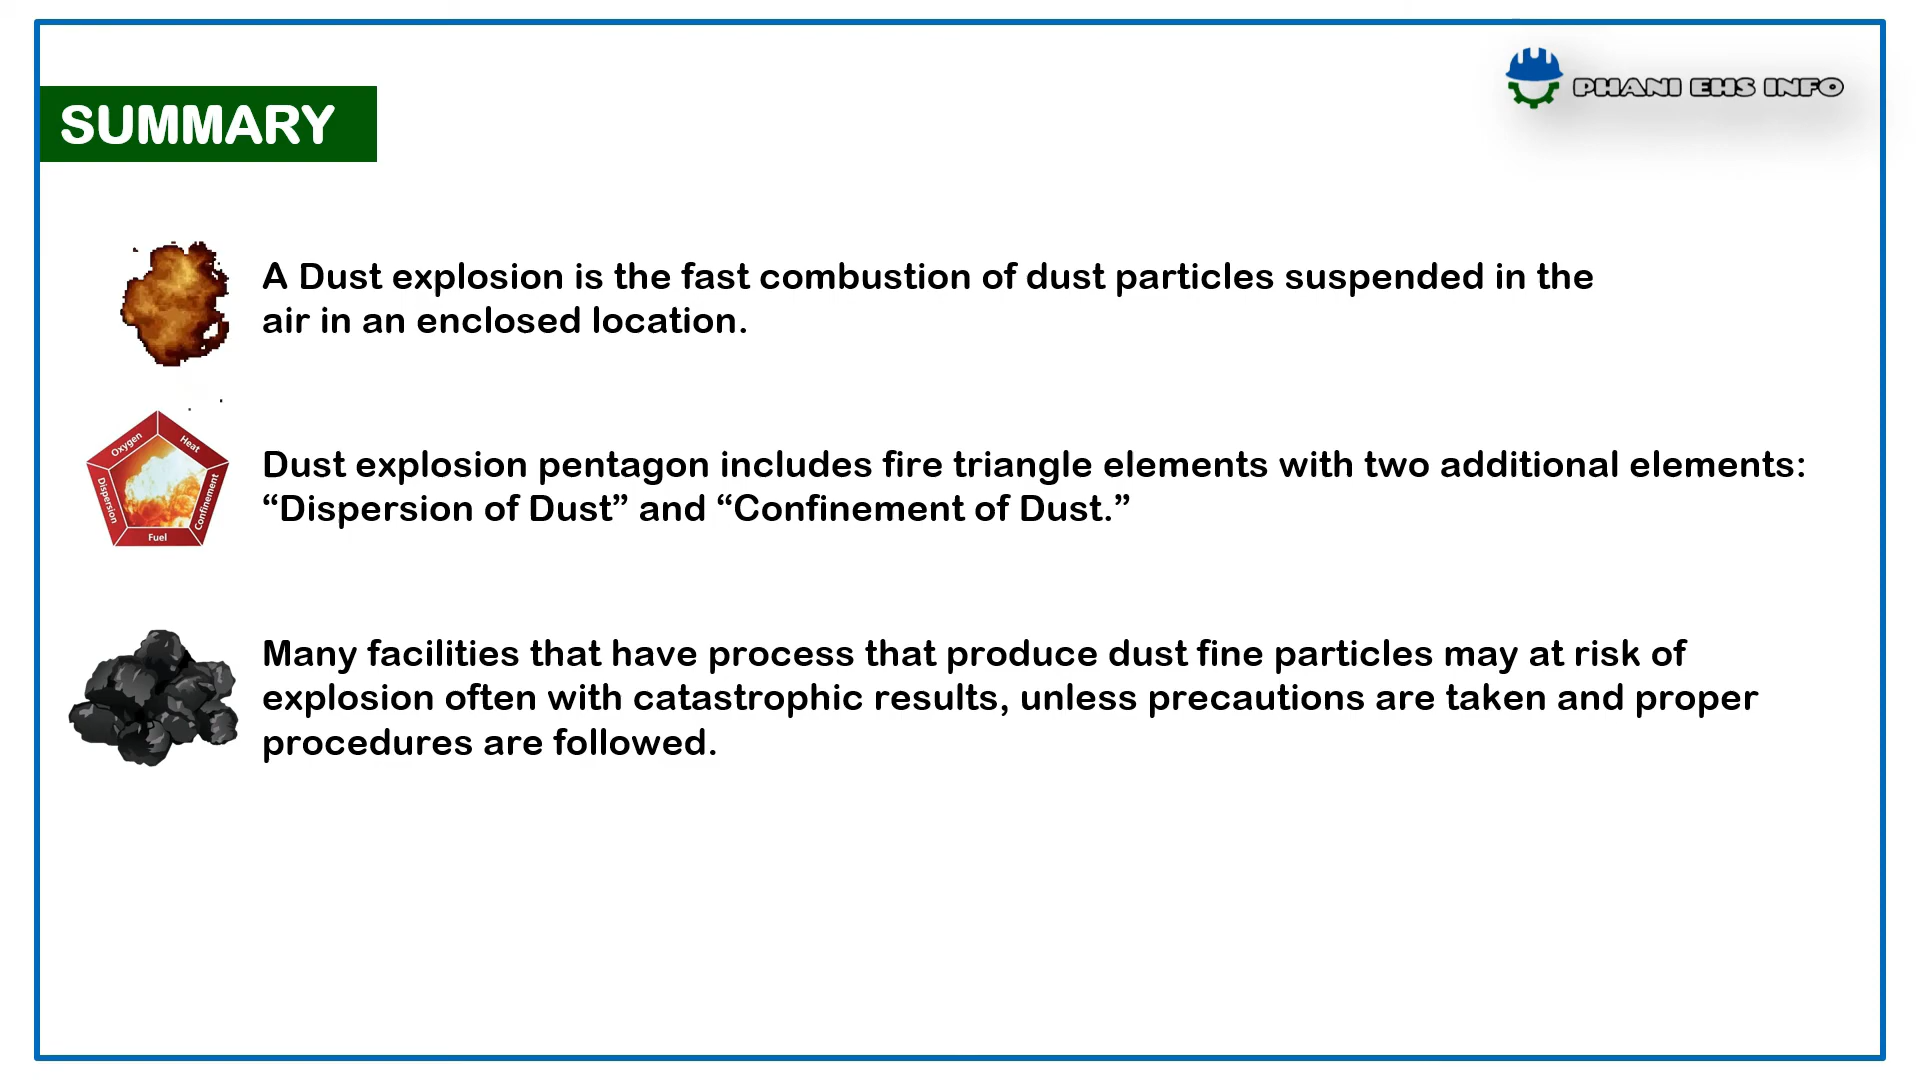 PHANI EHS INFO
SUMMARY
A Dust explosion is the fast combustion of dust particles suspended in the
air in an enclosed location.
Oxygen
Heat
Dispersion
Confinement
Fuel
Dust explosion pentagon includes fire triangle elements with two additional elements:
“Dispersion of Dust” and “Confinement of Dust.”
Many facilities that have process that produce dust fine particles may at risk of
explosion often with catastrophic results, unless precautions are taken and proper
procedures are followed.